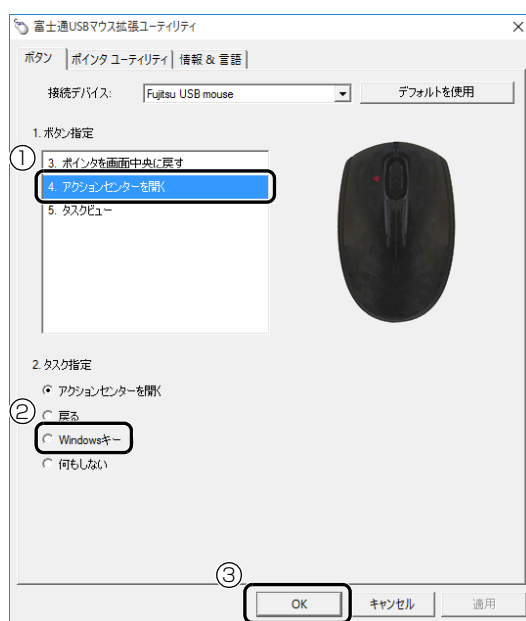 富士通USBマウス拡張ユーティリティ
ボタン ポインタ ユーティリティ 情報 & 言語
接続デバイス: Fujitsu USB mouse デフォルトを使用
1. ボタン指定
①
3. ポインタを画面中央に戻す
4. アクションセンターを開く
5. タスクビュー
2. タスク指定
アクションセンターを開く
②
戻る
Windowsキー
何もしない
③
OK キャンセル 適用